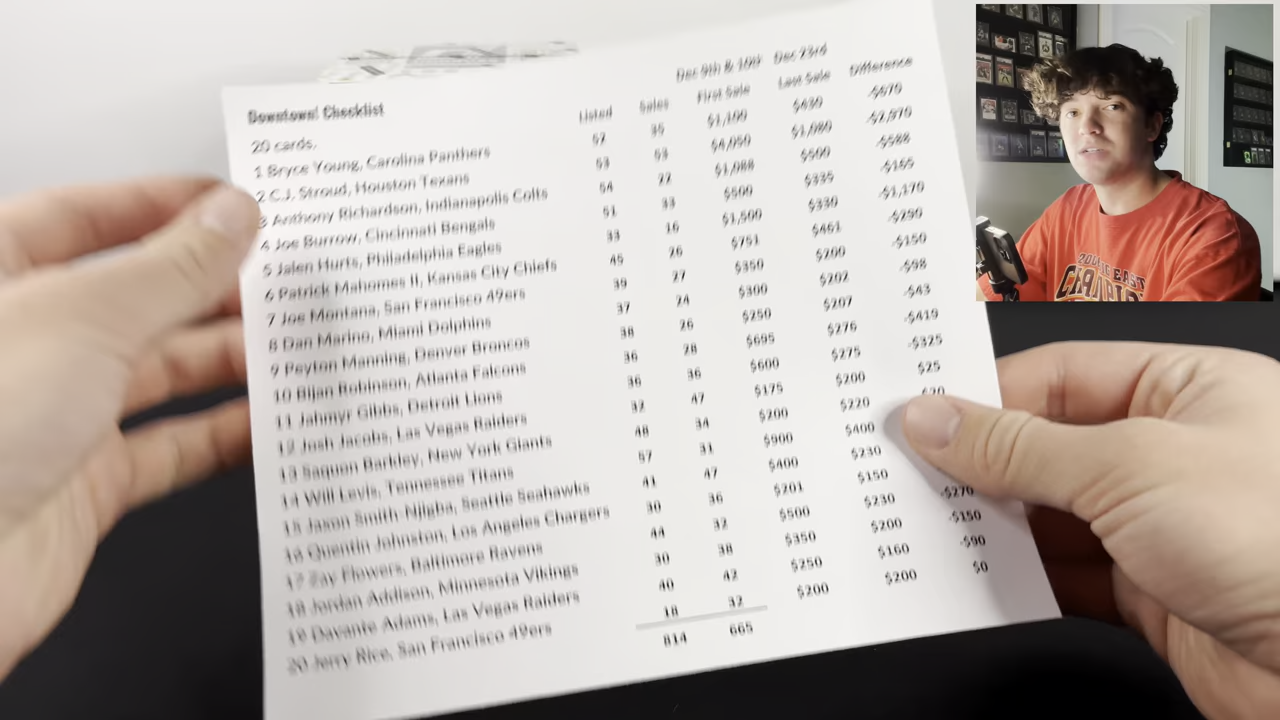 Dec 9th & 10th Dec 23rd
Downtown! Checklist Listed Sales First Sale Last Sale Difference
20 cards.
1 Bryce Young, Carolina Panthers 52 35 $1,100 $430 -$670
2 C.J. Stroud, Houston Texans 53 53 $4,050 $1,080 -$2,970
3 Anthony Richardson, Indianapolis Colts 54 22 $1,088 $500 -$588
4 Joe Burrow, Cincinnati Bengals 51 33 $500 $335 -$165
5 Jalen Hurts, Philadelphia Eagles 33 16 $1,500 $330 -$1,170
6 Patrick Mahomes II, Kansas City Chiefs 45 26 $751 $461 -$290
7 Joe Montana, San Francisco 49ers 39 27 $350 $200 -$150
8 Dan Marino, Miami Dolphins 37 24 $300 $202 -$98
9 Peyton Manning, Denver Broncos 38 26 $250 $207 -$43
10 Bijan Robinson, Atlanta Falcons 36 28 $695 $276 -$419
11 Jahmyr Gibbs, Detroit Lions 36 36 $600 $275 -$325
12 Josh Jacobs, Las Vegas Raiders 32 47 $175 $200 $25
13 Saquon Barkley, New York Giants 48 34 $200 $220 $20
14 Will Levis, Tennessee Titans 57 31 $900 $400
15 Jaxon Smith-Njigba, Seattle Seahawks 41 47 $400 $230
16 Quentin Johnston, Los Angeles Chargers 30 36 $201 $150
17 Zay Flowers, Baltimore Ravens 44 32 $500 $230 -$270
18 Jordan Addison, Minnesota Vikings 30 38 $350 $200 -$150
19 Davante Adams, Las Vegas Raiders 40 42 $250 $160 -$90
20 Jerry Rice, San Francisco 49ers 18 32 $200 $200 $0
814 665